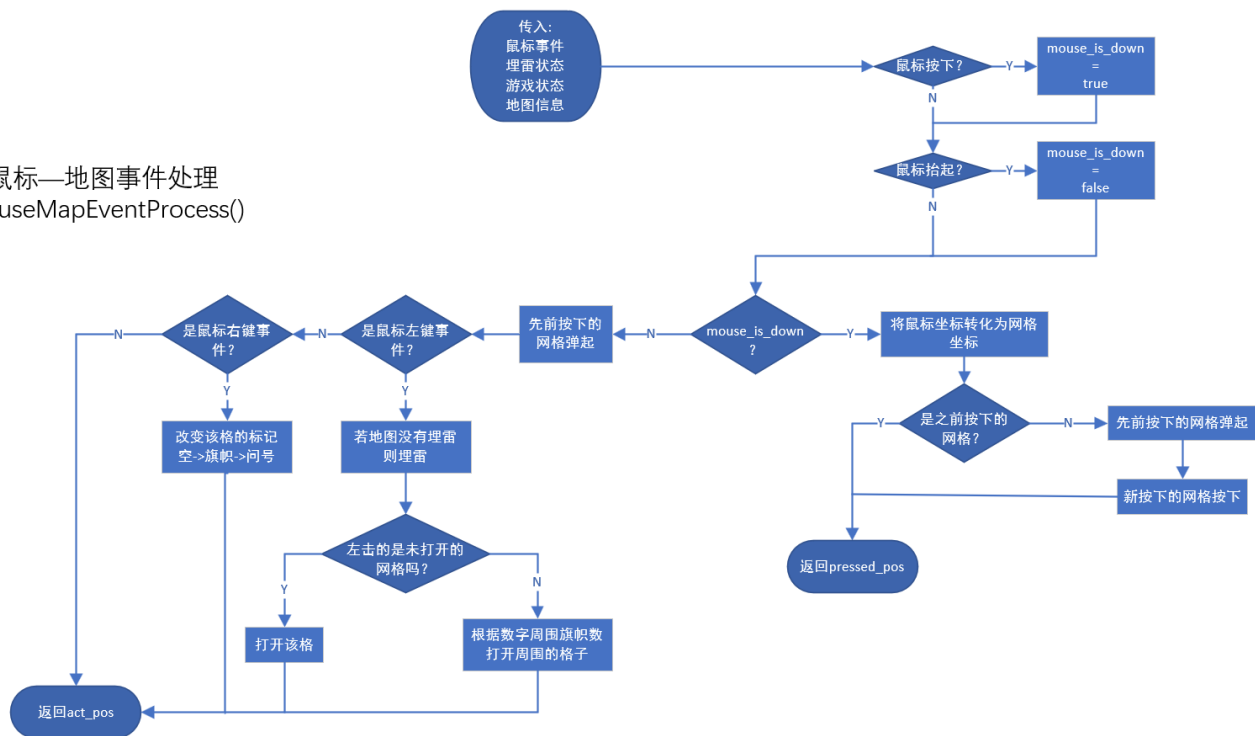 传入:
鼠标事件
埋雷状态
游戏状态
地图信息
鼠标按下？
Y
mouse_is_down
=
true
N
鼠标抬起？
Y
mouse_is_down
=
false
N
鼠标—地图事件处理
useMapEventProcess()
mouse_is_down
？
N
Y
先前按下的
网格弹起
是鼠标左键事
件？
N
是鼠标右键事
件？
N
将鼠标坐标转化为网格
坐标
Y
Y
改变该格的标记
空->旗帜->问号
若地图没有埋雷
则埋雷
是之前按下的
网格？
Y
N
先前按下的网格弹起
新按下的网格按下
返回pressed_pos
左击的是未打开的
网格吗？
Y
N
打开该格
根据数字周围旗帜数
打开周围的格子
返回act_pos